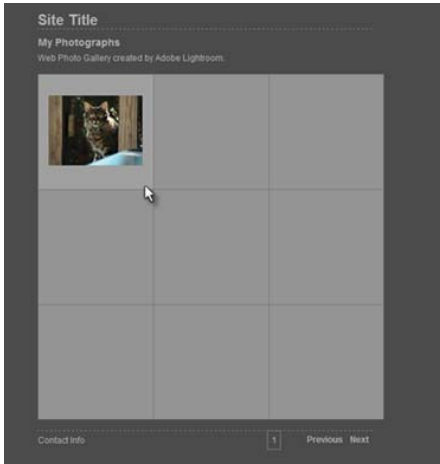 Site Title
My Photographs
Web Photo Gallery created by Adobe Lightroom.
Contact Info 1 Previous Next